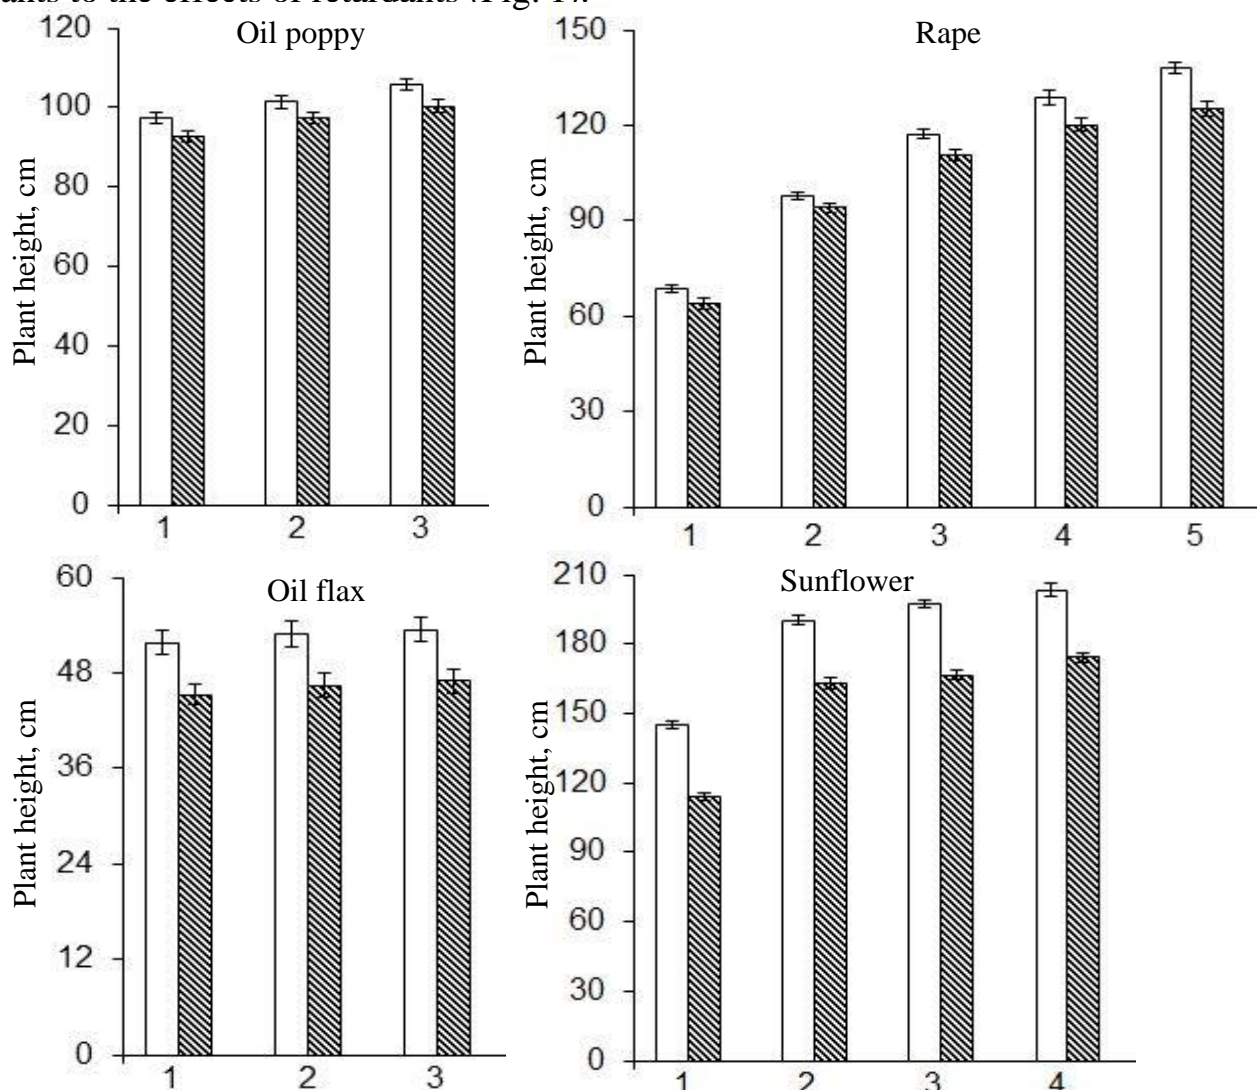 to the effects of retardants (Fig. 1).
Oil poppy
Plant height, cm
120
100
80
60
40
20
0
1 2 3
Rape
Plant height, cm
150
120
90
60
30
0
1 2 3 4 5
Oil flax
Plant height, cm
60
48
36
24
12
0
1 2 3
Sunflower
Plant height, cm
210
180
150
120
90
60
30
0
1 2 3 4